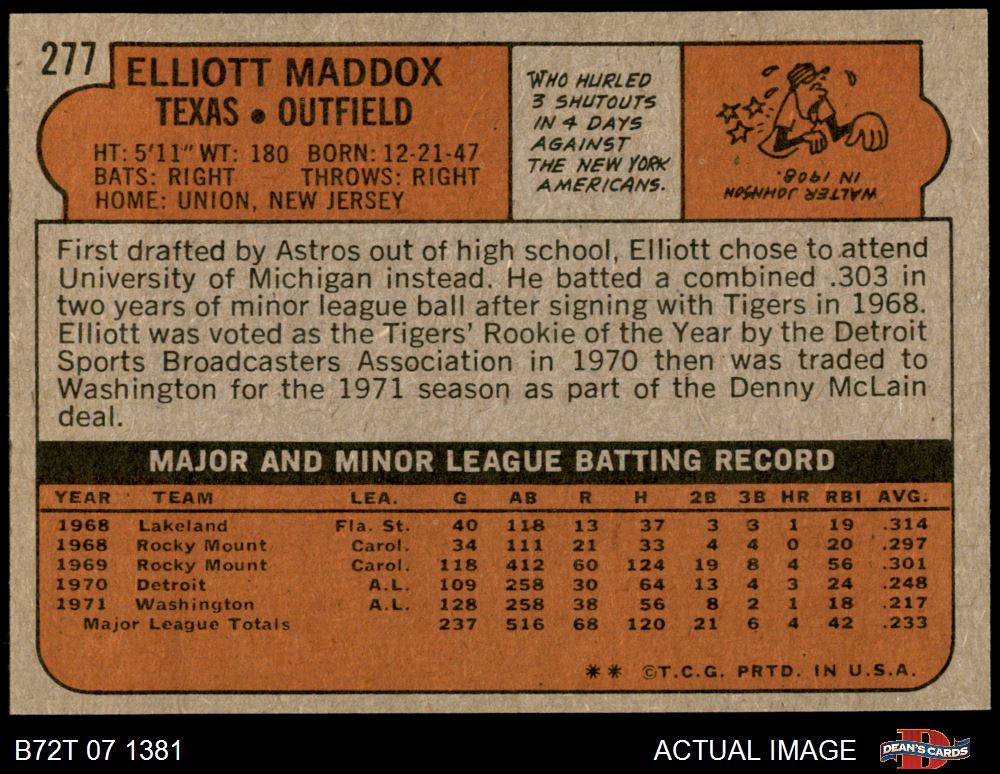 277
ELLIOTT MADDOX
TEXAS • OUTFIELD
HT: 5'11" WT: 180 BORN: 12-21-47
BATS: RIGHT THROWS: RIGHT
HOME: UNION, NEW JERSEY
WHO HURLED
3 SHUTOUTS
IN 4 DAYS
AGAINST
THE NEW YORK
AMERICANS.
WALTER JOHNSON
IN 1908.
First drafted by Astros out of high school, Elliott chose to attend
University of Michigan instead. He batted a combined .303 in
two years of minor league ball after signing with Tigers in 1968.
Elliott was voted as the Tigers' Rookie of the Year by the Detroit
Sports Broadcasters Association in 1970 then was traded to
Washington for the 1971 season as part of the Denny McLain
deal.
MAJOR AND MINOR LEAGUE BATTING RECORD
YEAR TEAM LEA. G AB R H 2B 3B HR RBI AVG.
1968 Lakeland Fla. St. 40 118 13 37 3 3 1 19 .314
1968 Rocky Mount Carol. 34 111 21 33 4 4 0 20 .297
1969 Rocky Mount Carol. 118 412 60 124 19 8 4 56 .301
1970 Detroit A.L. 109 258 30 64 13 4 3 24 .248
1971 Washington A.L. 128 258 38 56 8 2 1 18 .217
Major League Totals 237 516 68 120 21 6 4 42 .233
** ©T.C.G. PRTD. IN U.S.A.
B72T 07 1381
ACTUAL IMAGE
DEAN'S CARDS